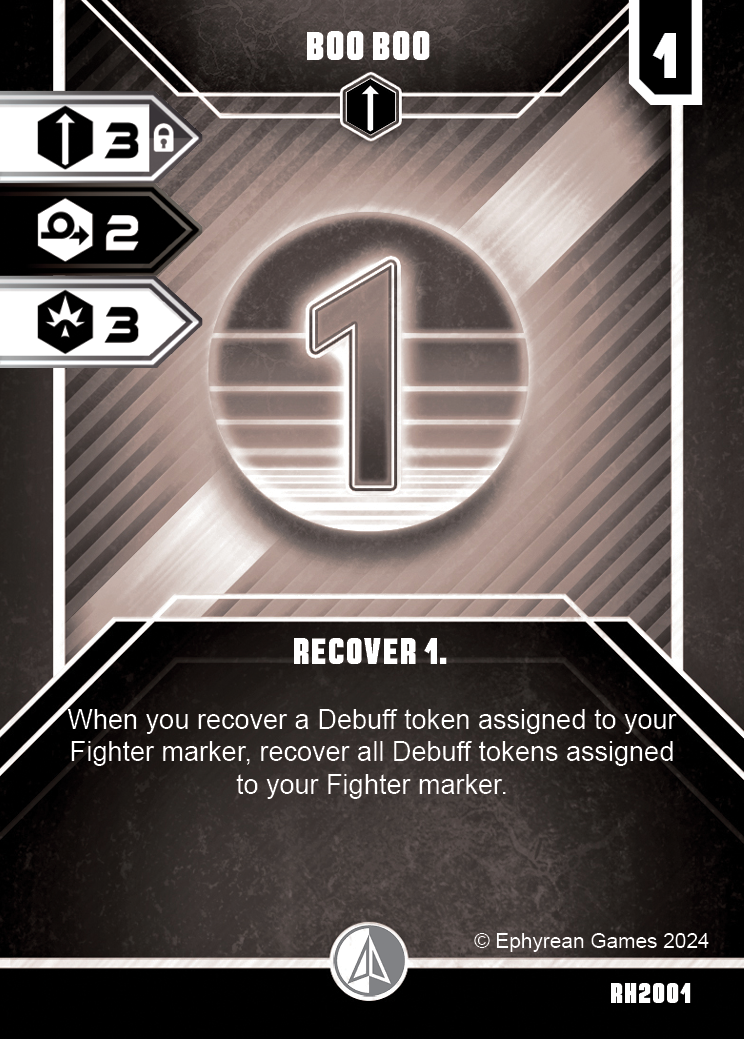 BOO BOO
1
3
2
3
1
RECOVER 1.
When you recover a Debuff token assigned to your
Fighter marker, recover all Debuff tokens assigned
to your Fighter marker.
© Ephyrean Games 2024
RH2001